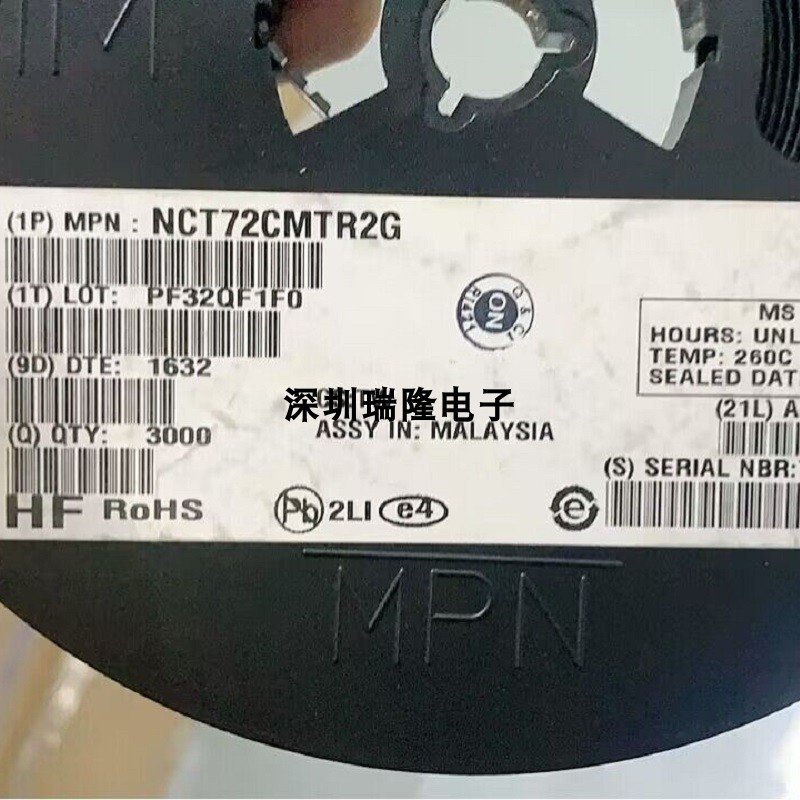 (1P) MPN : NCT72CMTR2G
(1T) LOT: PF32QF1F0
(9D) DTE: 1632
(Q) QTY: 3000
HF RoHS
ON
Q & C
MS
HOURS: UNL
TEMP: 260C
SEALED DAT
(21L) A
深圳瑞隆电子
ASSY IN: MALAYSIA
(S) SERIAL NBR:
Pb 2LI e4
e
MPN